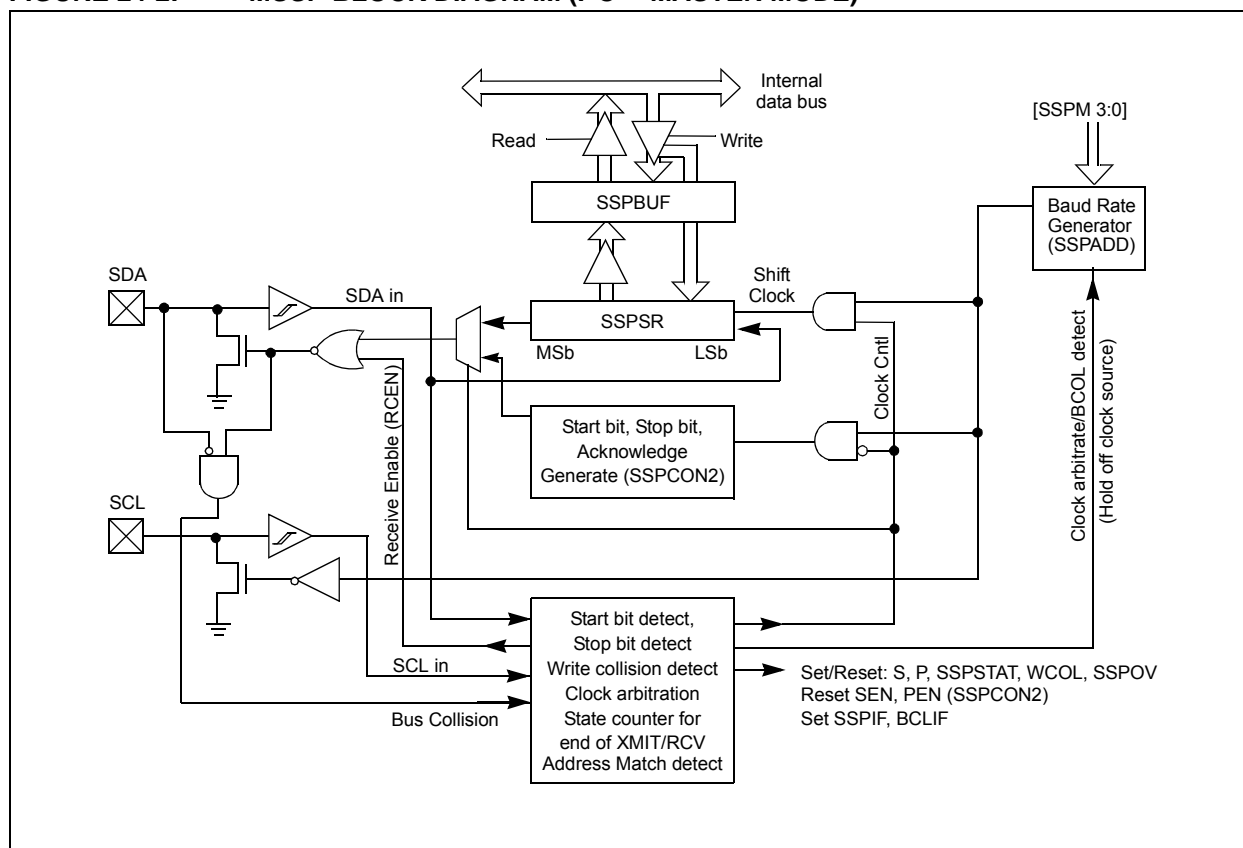 Internal
data bus
[SSPM 3:0]
Read
Write
SSPBUF
Baud Rate
Generator
(SSPADD)
SDA
SDA in
Shift
Clock
SSPSR
MSb
LSb
Clock Cntl
Clock arbitrate/BCOL detect
(Hold off clock source)
Receive Enable (RCEN)
Start bit, Stop bit,
Acknowledge
Generate (SSPCON2)
SCL
SCL in
Bus Collision
Start bit detect,
Stop bit detect
Write collision detect
Clock arbitration
State counter for
end of XMIT/RCV
Address Match detect
Set/Reset: S, P, SSPSTAT, WCOL, SSPOV
Reset SEN, PEN (SSPCON2)
Set SSPIF, BCLIF